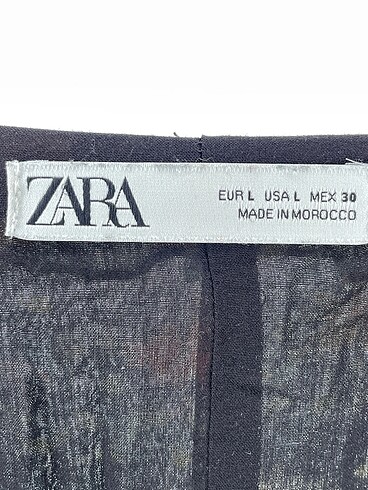 ZARA
EUR L USA L MEX 30
MADE IN MOROCCO